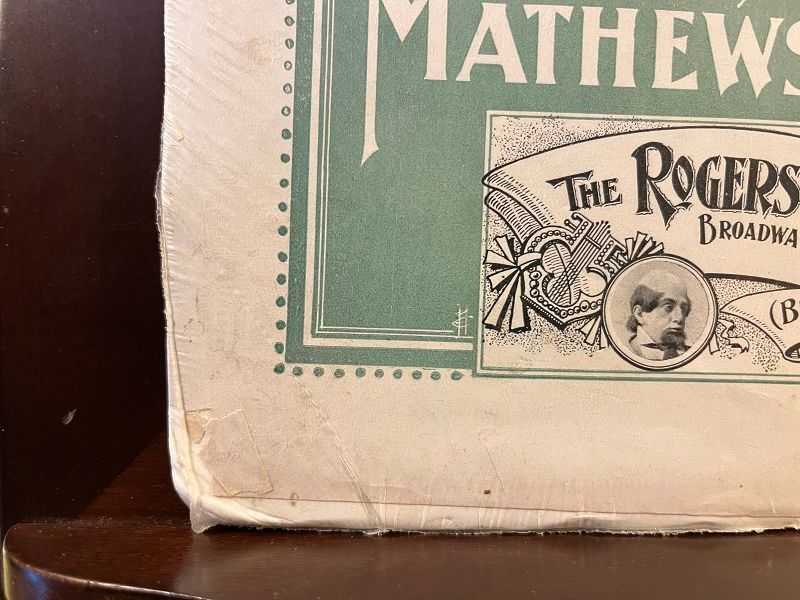 MATHEWS
THE ROGERS
BROADWA
(B